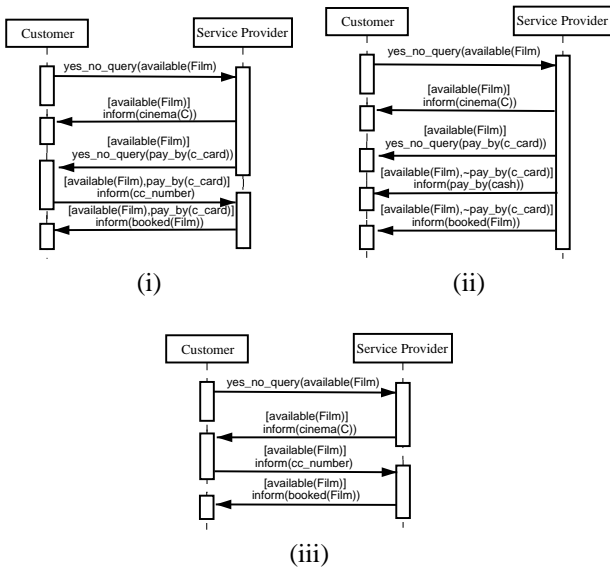 Customer
Service Provider
yes_no_query(available(Film)
[available(Film)]
inform(cinema(C))
[available(Film)]
yes_no_query(pay_by(c_card))
[available(Film),pay_by(c_card)]
inform(cc_number)
[available(Film),pay_by(c_card)]
inform(booked(Film))
(i)
Customer
Service Provider
yes_no_query(available(Film)
[available(Film)]
inform(cinema(C))
[available(Film)]
yes_no_query(pay_by(c_card))
[available(Film),~pay_by(c_card)]
inform(pay_by(cash))
[available(Film),~pay_by(c_card)]
inform(booked(Film))
(ii)
Customer
Service Provider
yes_no_query(available(Film)
[available(Film)]
inform(cinema(C))
[available(Film)]
inform(cc_number)
[available(Film)]
inform(booked(Film))
(iii)